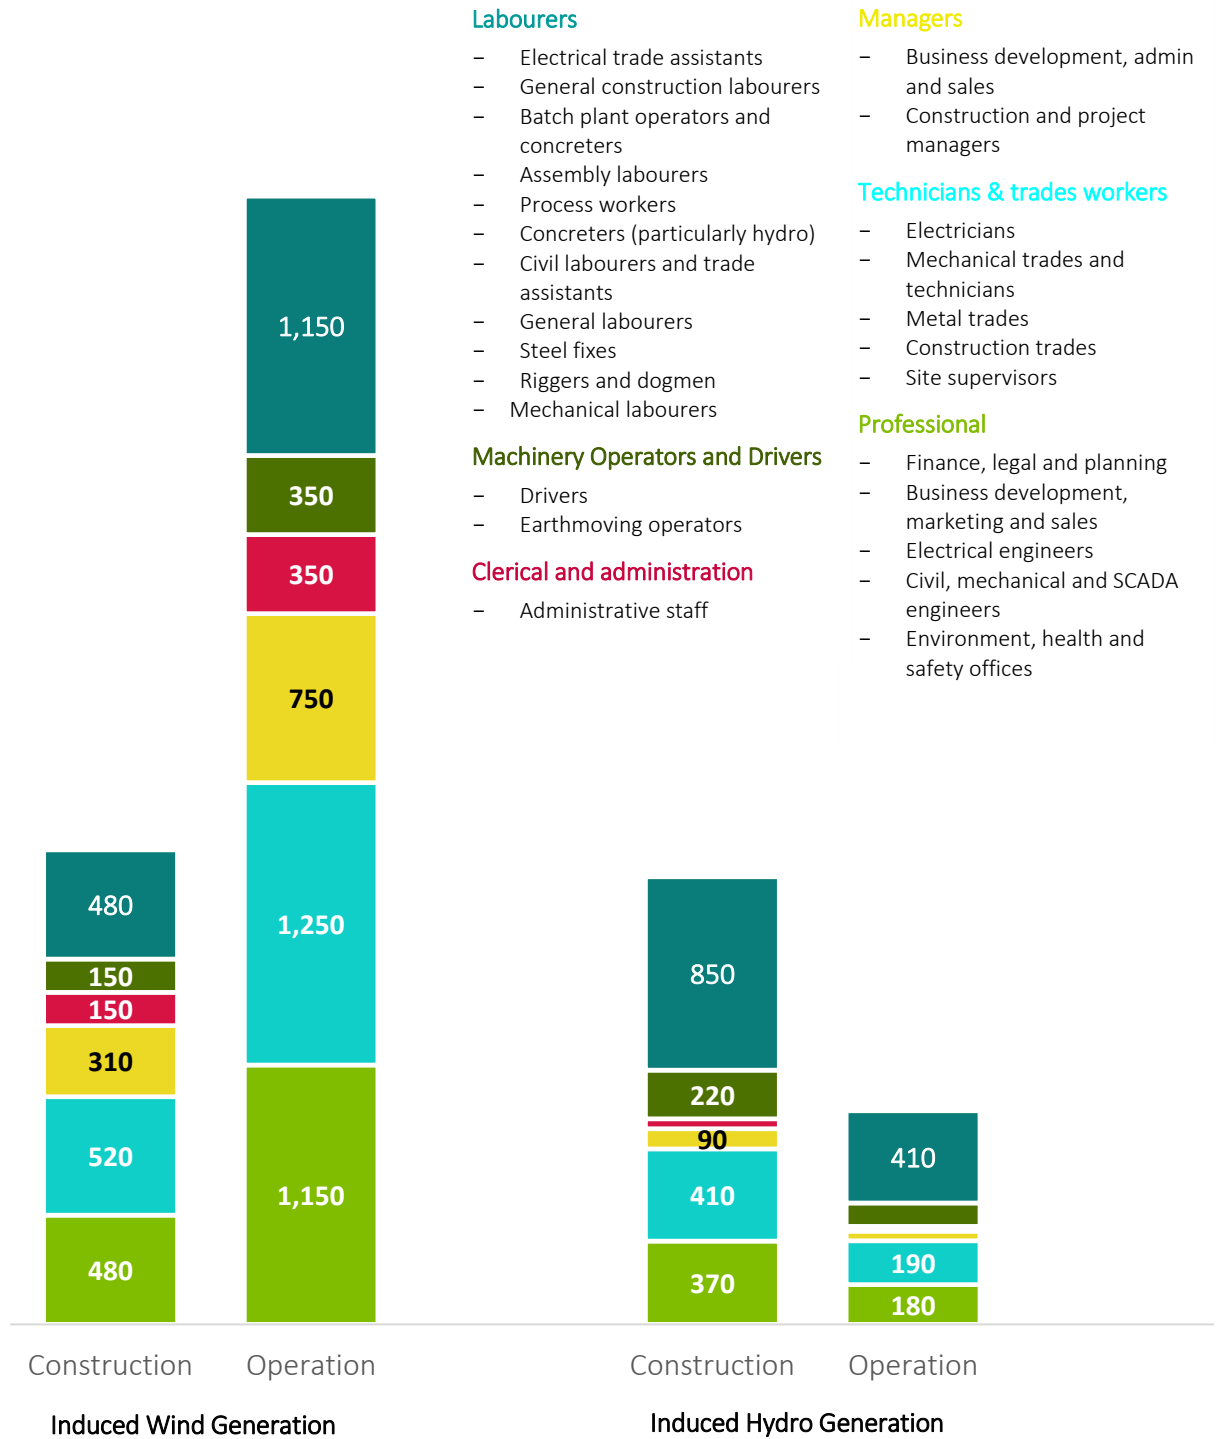 Labourers
– Electrical trade assistants
– General construction labourers
– Batch plant operators and
concreters
– Assembly labourers
– Process workers
– Concreters (particularly hydro)
– Civil labourers and trade
assistants
– General labourers
– Steel fixes
– Riggers and dogmen
– Mechanical labourers
Machinery Operators and Drivers
– Drivers
– Earthmoving operators
Clerical and administration
– Administrative staff
Managers
– Business development, admin
and sales
– Construction and project
managers
Technicians & trades workers
– Electricians
– Mechanical trades and
technicians
– Metal trades
– Construction trades
– Site supervisors
Professional
– Finance, legal and planning
– Business development,
marketing and sales
– Electrical engineers
– Civil, mechanical and SCADA
engineers
– Environment, health and
safety offices
480
150
150
310
520
480
1,150
350
350
750
1,250
1,150
850
220
90
410
370
410
190
180
Construction
Operation
Construction
Operation
Induced Wind Generation
Induced Hydro Generation